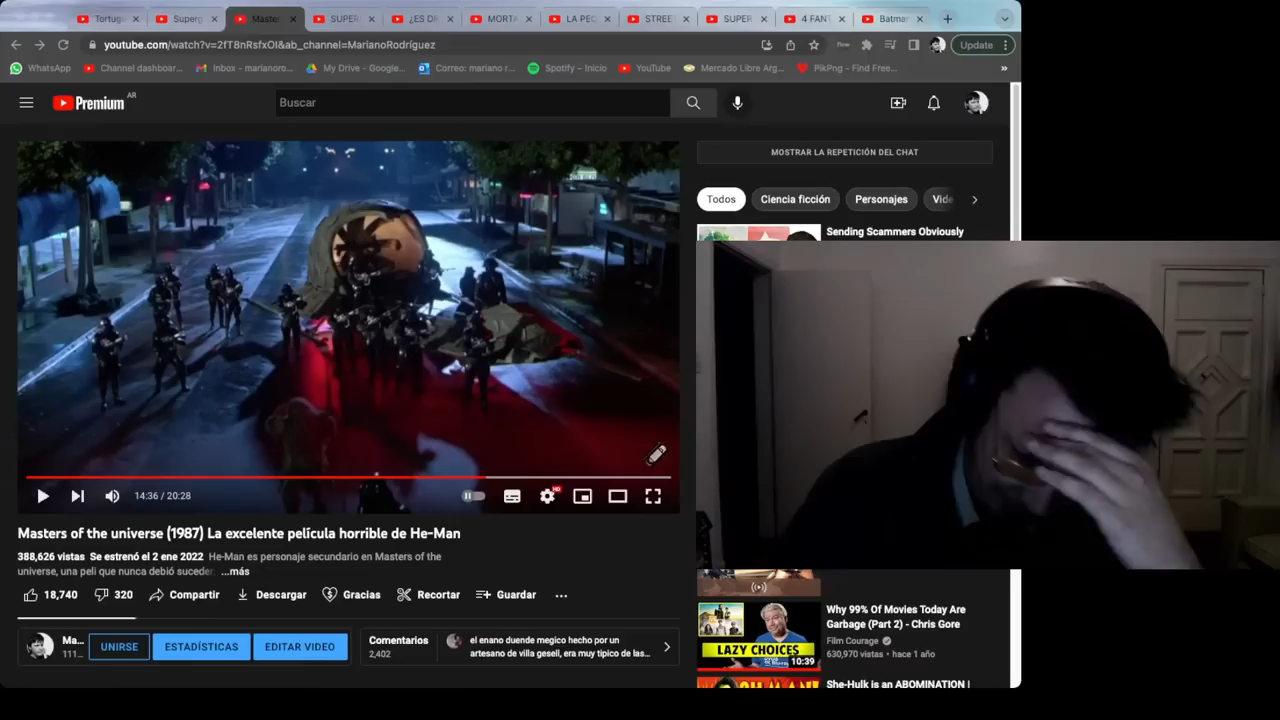 Tortug
Superg
Master
SUPER
¿ES DR
MORTA
LA PEO
STREE
SUPER
4 FANT
Batmar
youtube.com/watch?v=2fT8nRsfxOI&ab_channel=MarianoRodríguez
Update
WhatsApp
Channel dashboar...
Inbox - marianoro...
My Drive - Google...
Correo: mariano r...
Spotify – Inicio
YouTube
Mercado Libre Arg...
PikPng - Find Free...
»
Premium AR
Buscar
MOSTRAR LA REPETICIÓN DEL CHAT
Todos
Ciencia ficción
Personajes
Vide
Sending Scammers Obviously
14:36 / 20:28
HD
Masters of the universe (1987) La excelente película horrible de He-Man
388,626 vistas Se estrenó el 2 ene 2022 He-Man es personaje secundario en Masters of the
universe, una peli que nunca debió suceder. ...más
18,740
320
Compartir
Descargar
Gracias
Recortar
Guardar
Ma...
111...
UNIRSE
ESTADÍSTICAS
EDITAR VIDEO
Comentarios
2,402
el enano duende megico hecho por un
artesano de villa gesell, era muy tipico de las...
LAZY CHOICES
10:39
Why 99% Of Movies Today Are
Garbage (Part 2) - Chris Gore
Film Courage
630,970 vistas • hace 1 año
She-Hulk is an ABOMINATION |